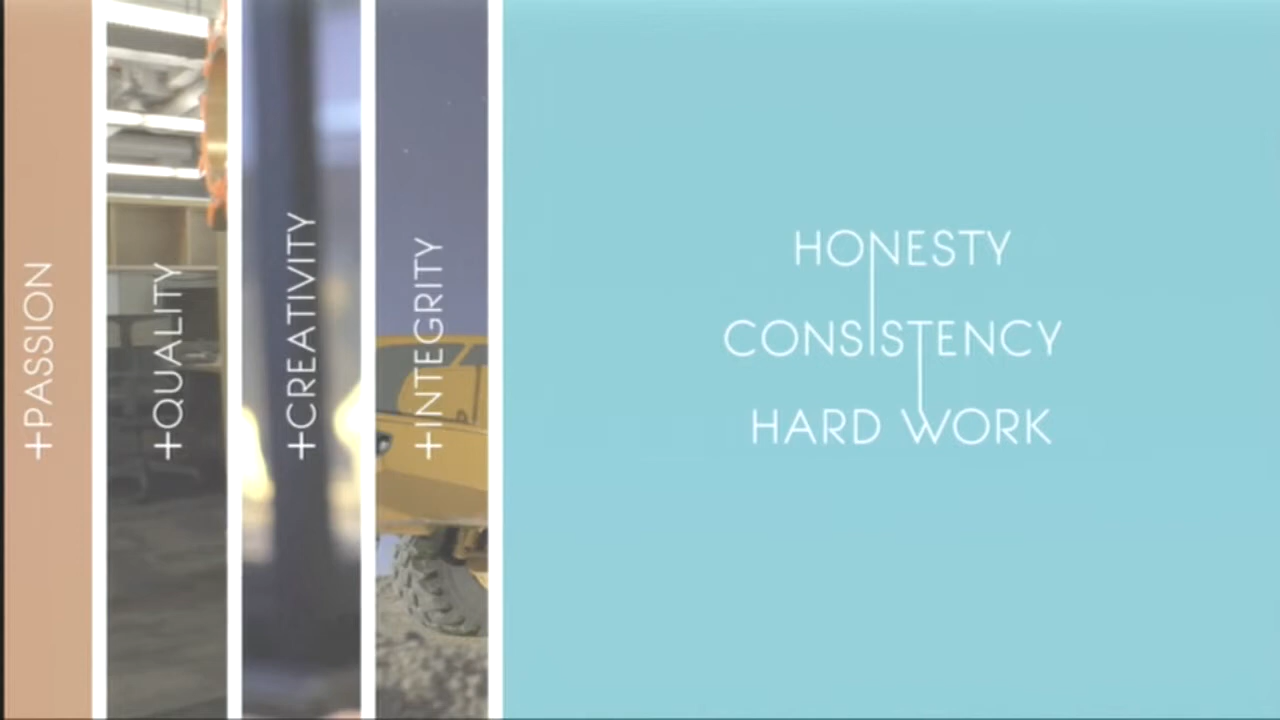 +PASSION
+QUALITY
+CREATIVITY
+INTEGRITY
HONESTY
CONSISTENCY
HARD WORK